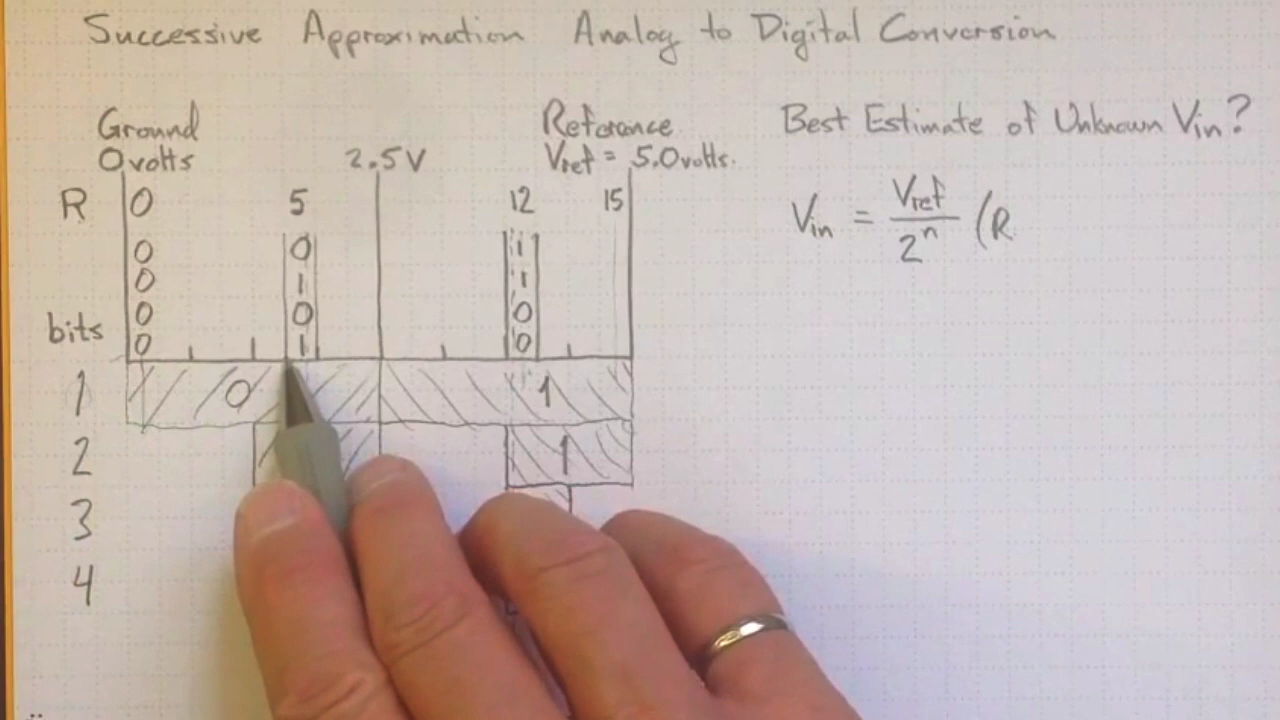 Successive Approximation Analog to Digital Conversion
Ground
0 volts
2.5V
Reference
Vref = 5.0 volts.
Best Estimate of Unknown Vin?
R 0 5 12 15
Vin = Vref / 2^n (R
0 0 1
0 1 1
0 0 0
bits 0 1 0
1 0 1
2 1
3
4